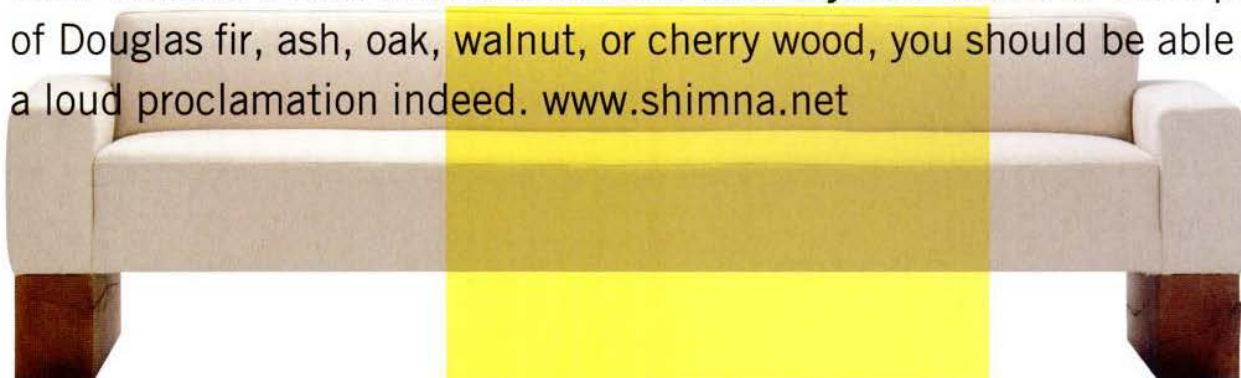 of Douglas fir, ash, oak, walnut, or cherry wood, you should be able
a loud proclamation indeed. www.shimna.net